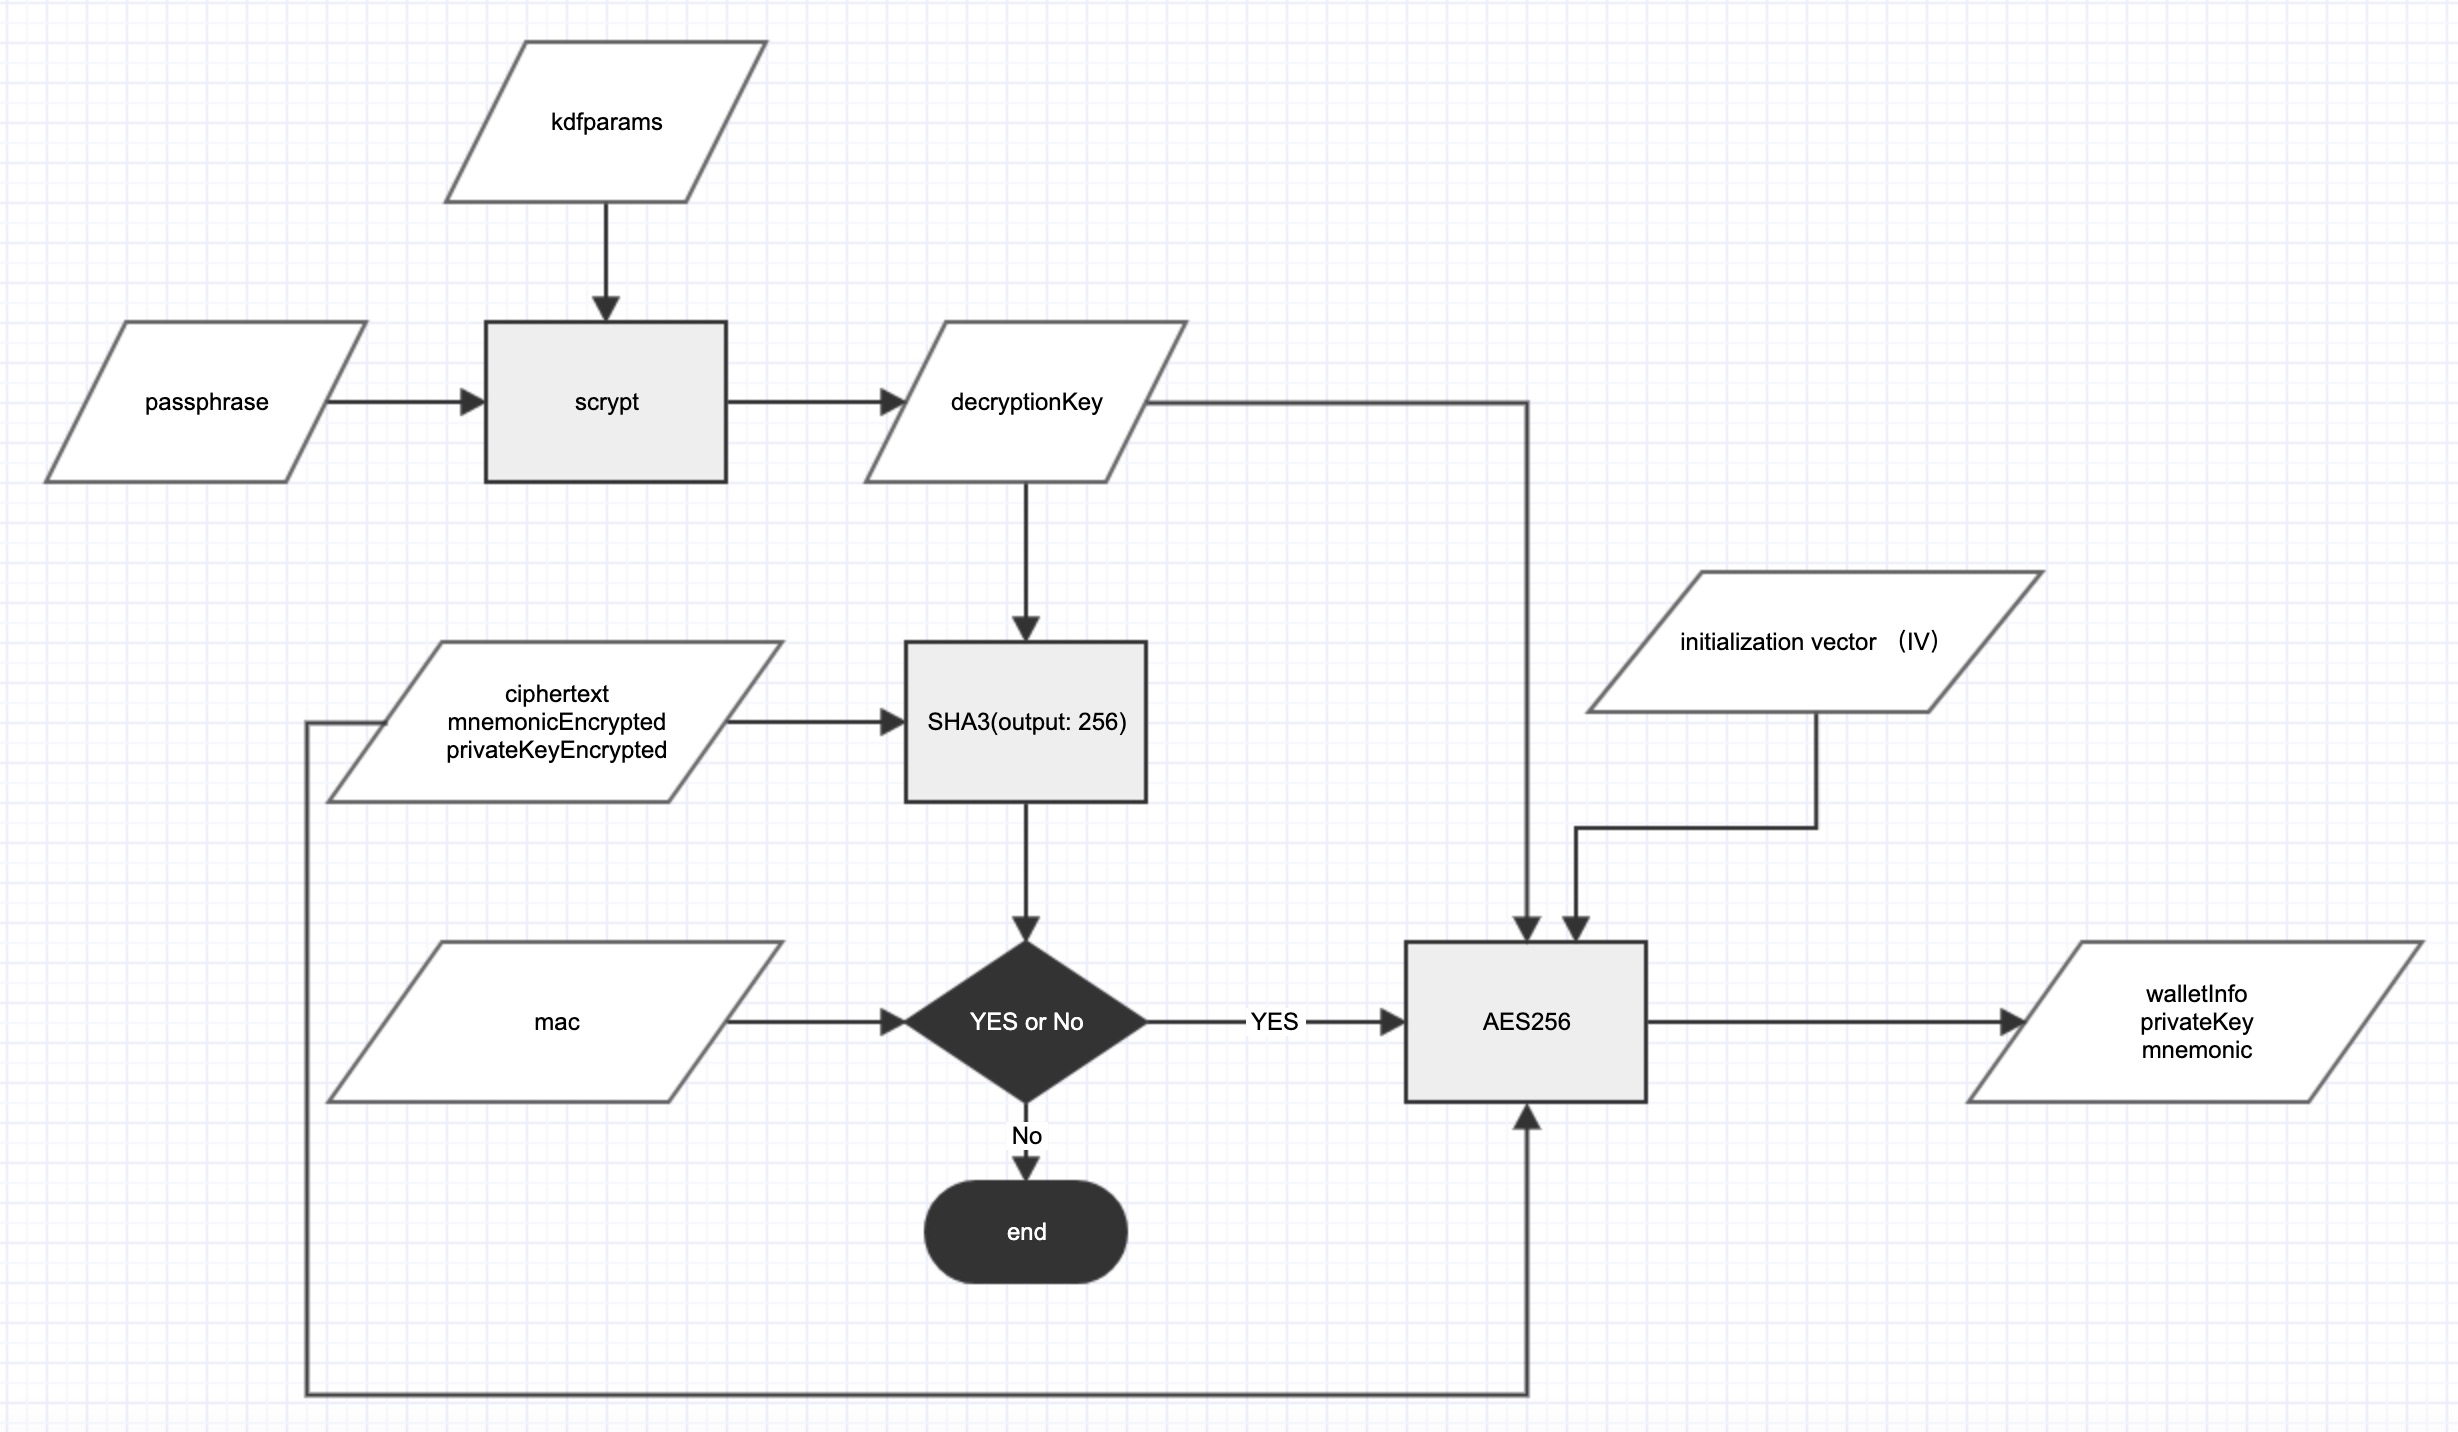 kdfparams
passphrase
scrypt
decryptionKey
initialization vector （IV）
ciphertext
mnemonicEncrypted
privateKeyEncrypted
SHA3(output: 256)
mac
YES or No
YES
AES256
walletInfo
privateKey
mnemonic
No
end